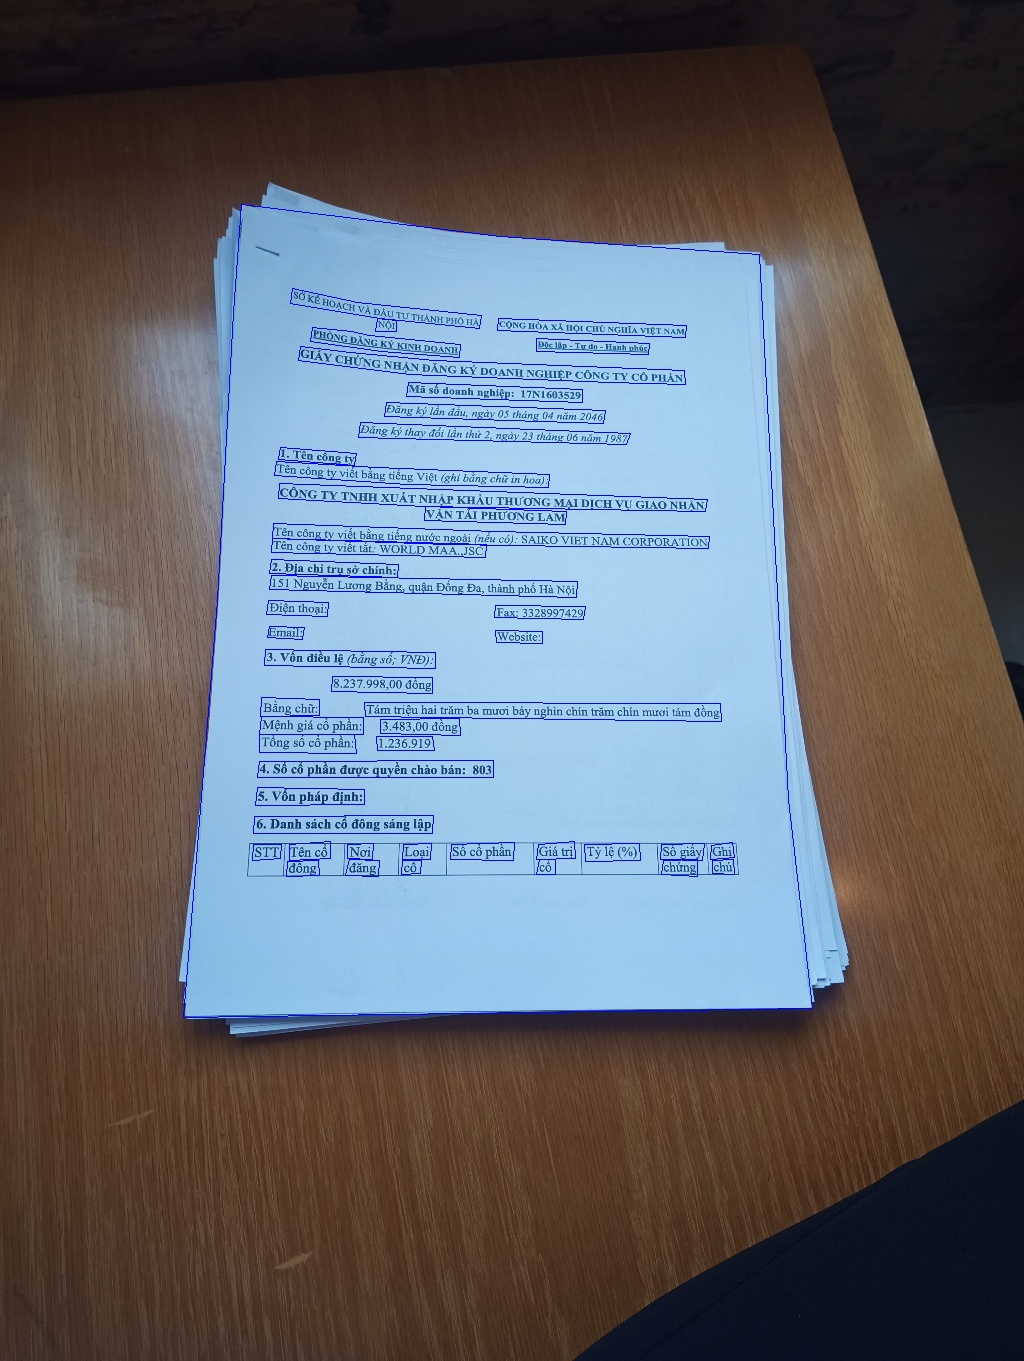 SỞ KẾ HOẠCH VÀ ĐẦU TƯ THÀNH PHỐ HÀ NỘI
CỘNG HÒA XÃ HỘI CHỦ NGHĨA VIỆT NAM
PHÒNG ĐĂNG KÝ KINH DOANH
Độc lập - Tự do - Hạnh phúc
GIẤY CHỨNG NHẬN ĐĂNG KÝ DOANH NGHIỆP CÔNG TY CỔ PHẦN
Mã số doanh nghiệp: 17N1603529
Đăng ký lần đầu, ngày 05 tháng 04 năm 2046
Đăng ký thay đổi lần thứ 2, ngày 23 tháng 06 năm 1987
1. Tên công ty
Tên công ty viết bằng tiếng Việt (ghi bằng chữ in hoa):
CÔNG TY TNHH XUẤT NHẬP KHẨU THƯƠNG MẠI DỊCH VỤ GIAO NHẬN
VẬN TẢI PHƯƠNG LAM
Tên công ty viết bằng tiếng nước ngoài (nếu có): SAIKO VIET NAM CORPORATION
Tên công ty viết tắt: WORLD MAA.,JSC
2. Địa chỉ trụ sở chính:
151 Nguyễn Lương Bằng, quận Đống Đa, thành phố Hà Nội
Điện thoại: Fax: 3328997429
Email: Website:
3. Vốn điều lệ (bằng số; VNĐ):
8.237.998,00 đồng
Bằng chữ: Tám triệu hai trăm ba mươi bảy nghìn chín trăm chín mươi tám đồng
Mệnh giá cổ phần: 3.483,00 đồng
Tổng số cổ phần: 1.236.919
4. Số cổ phần được quyền chào bán: 803
5. Vốn pháp định:
6. Danh sách cổ đông sáng lập
STT Tên cổ Nơi Loại Số cổ phần Giá trị Tỷ lệ (%) Số giấy Ghi
đông đăng cổ cổ chứng chú